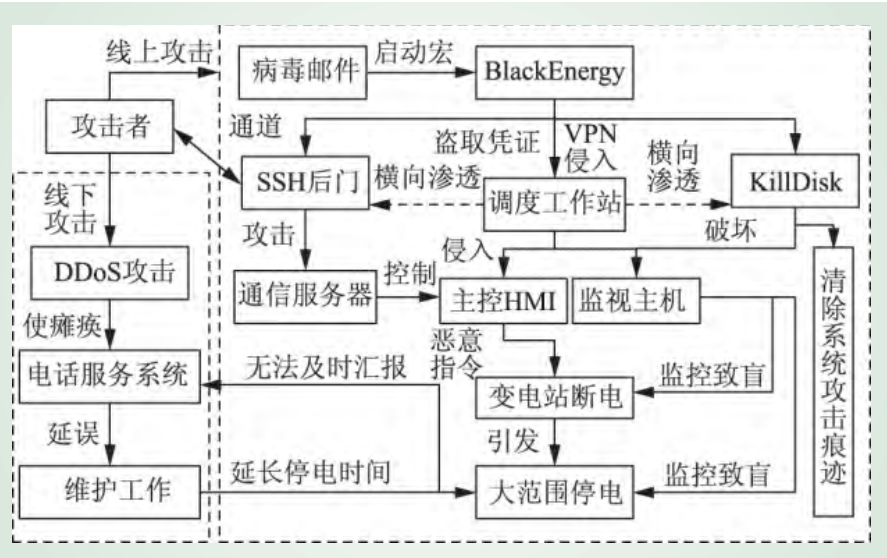 线上攻击
病毒邮件
启动宏
BlackEnergy
攻击者
通道
盗取凭证
VPN
侵入
横向
渗透
线下
攻击
SSH后门
横向渗透
调度工作站
KillDisk
攻击
侵入
破坏
DDoS攻击
通信服务器
控制
主控HMI
监视主机
清除系统攻击痕迹
使瘫痪
恶意
指令
电话服务系统
无法及时汇报
变电站断电
监控致盲
延误
引发
维护工作
延长停电时间
大范围停电
监控致盲